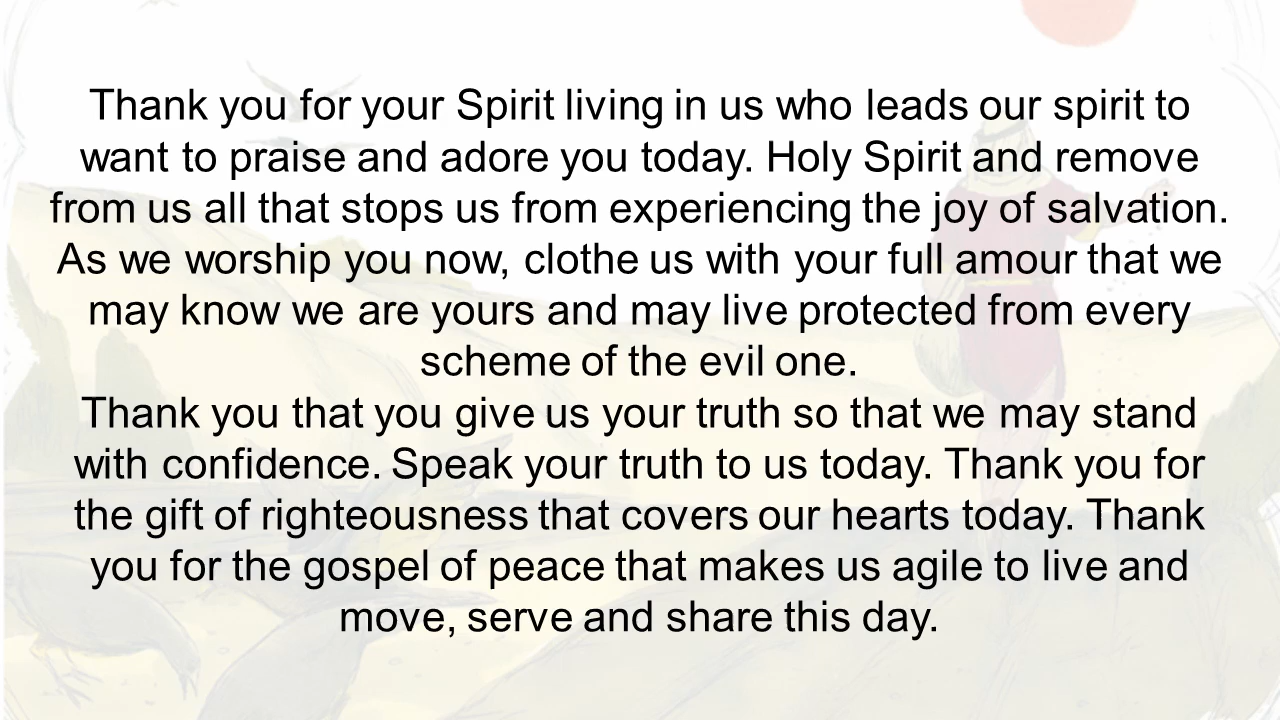 Thank you for your Spirit living in us who leads our spirit to
want to praise and adore you today. Holy Spirit and remove
from us all that stops us from experiencing the joy of salvation.
As we worship you now, clothe us with your full amour that we
may know we are yours and may live protected from every
scheme of the evil one.
Thank you that you give us your truth so that we may stand
with confidence. Speak your truth to us today. Thank you for
the gift of righteousness that covers our hearts today. Thank
you for the gospel of peace that makes us agile to live and
move, serve and share this day.